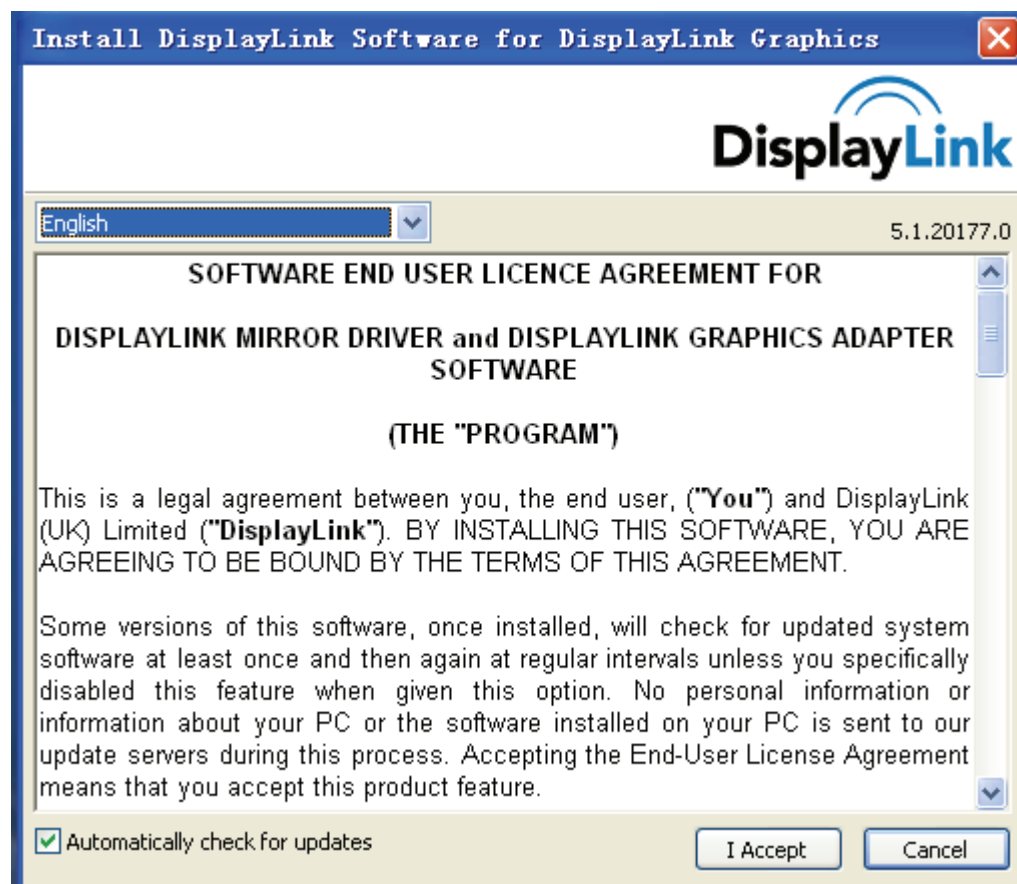 Install DisplayLink Software for DisplayLink Graphics
DisplayLink
English
5.1.20177.0
SOFTWARE END USER LICENCE AGREEMENT FOR
DISPLAYLINK MIRROR DRIVER and DISPLAYLINK GRAPHICS ADAPTER
SOFTWARE
(THE "PROGRAM")
This is a legal agreement between you, the end user, ("You") and DisplayLink
(UK) Limited ("DisplayLink"). BY INSTALLING THIS SOFTWARE, YOU ARE
AGREEING TO BE BOUND BY THE TERMS OF THIS AGREEMENT.
Some versions of this software, once installed, will check for updated system
software at least once and then again at regular intervals unless you specifically
disabled this feature when given this option. No personal information or
information about your PC or the software installed on your PC is sent to our
update servers during this process. Accepting the End-User License Agreement
means that you accept this product feature.
Automatically check for updates
I Accept
Cancel